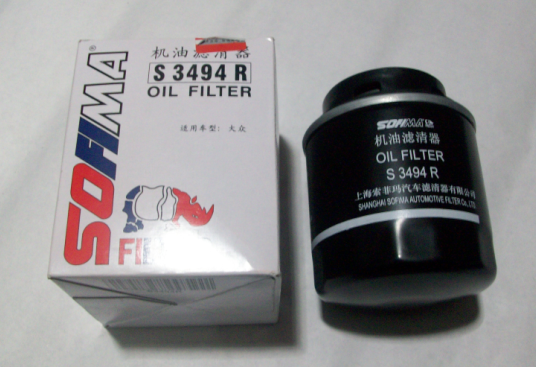 SOFIMA®
机油滤清器
S 3494 R
OIL FILTER
适用车型: 大众
SOFIMA
机油滤清器
OIL FILTER
S 3494 R
上海索菲玛汽车滤清器有限公司
SHANGHAI SOFIMA AUTOMOTIVE FILTER Co., LTD.